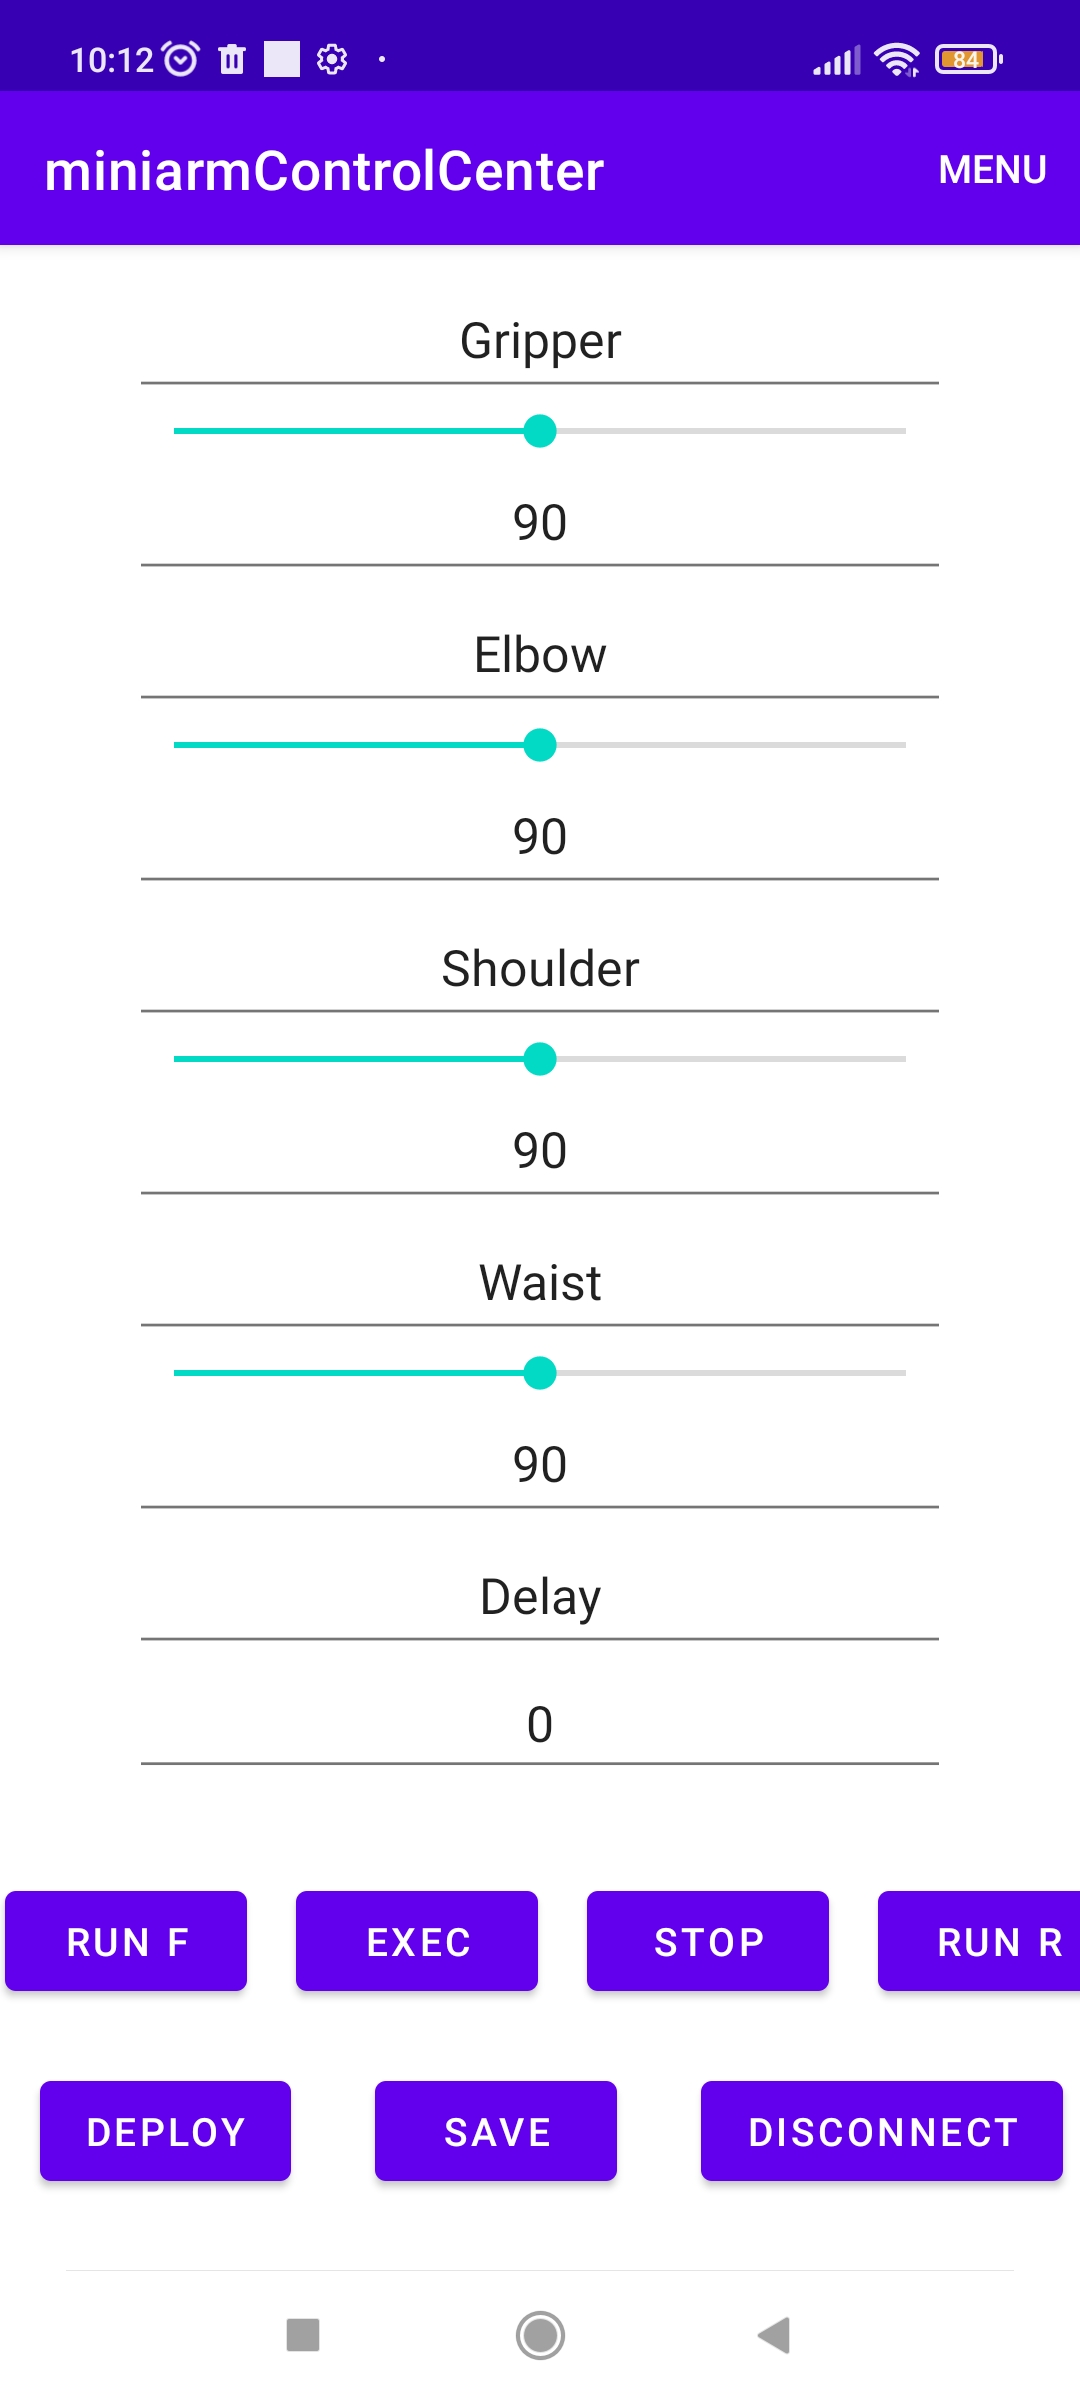 10:12 84
miniarmControlCenter MENU
Gripper
90
Elbow
90
Shoulder
90
Waist
90
Delay
0
RUN F EXEC STOP RUN R
DEPLOY SAVE DISCONNECT